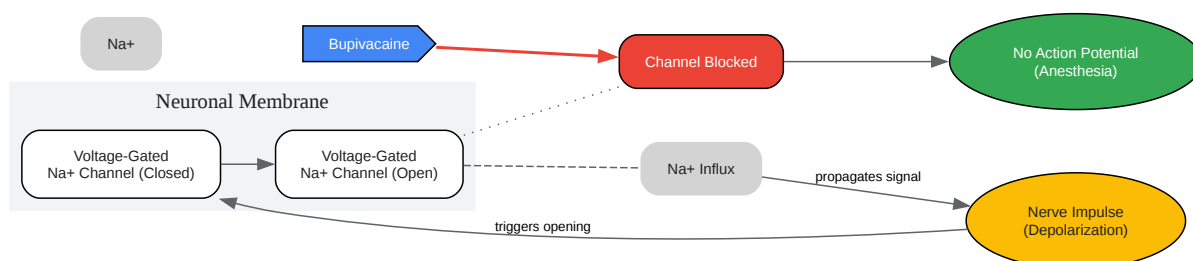 Na+
Bupivacaine
Channel Blocked
No Action Potential
(Anesthesia)
Neuronal Membrane
Voltage-Gated
Na+ Channel (Closed)
Voltage-Gated
Na+ Channel (Open)
Na+ Influx
propagates signal
Nerve Impulse
(Depolarization)
triggers opening